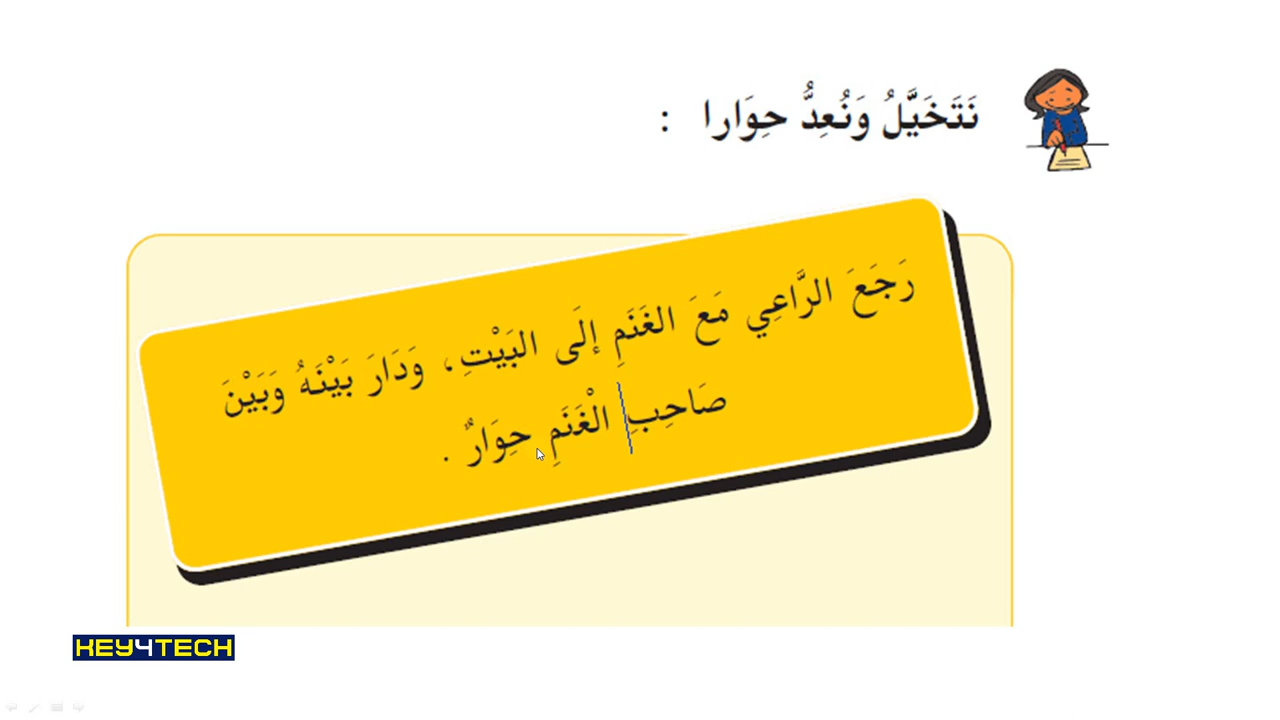 نَتَخَيَّلُ وَنُعِدُّ حِوَارا :
رَجَعَ الرَّاعِي مَعَ الغَنَمِ إلَى البَيْتِ، وَدَارَ بَيْنَهُ وَبَيْنَ
صَاحِبِ الْغَنَمِ حِوَارٌ .
KEY4TECH